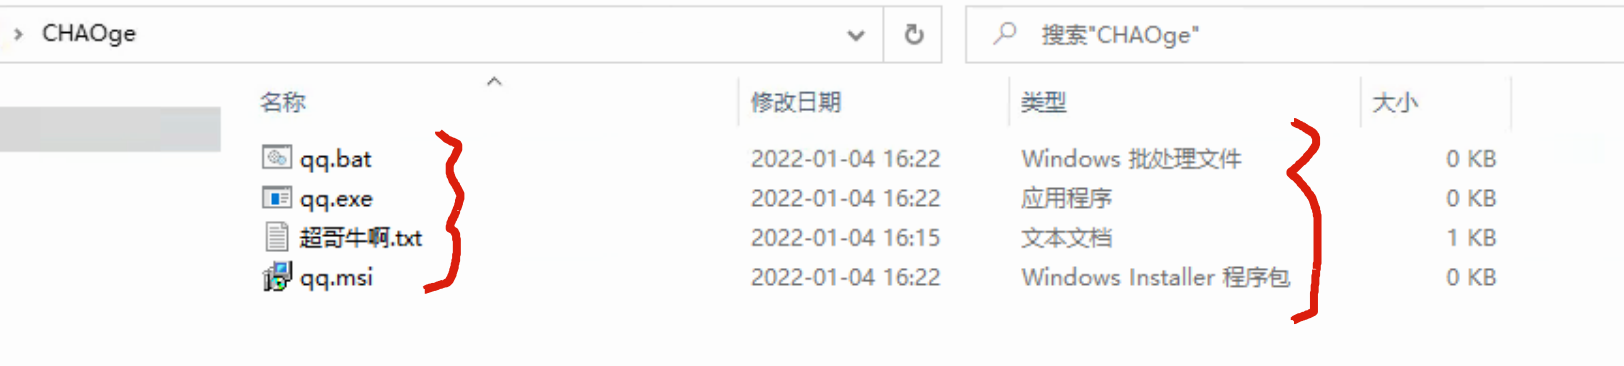 CHAOge 搜索"CHAOge"
名称 修改日期 类型 大小
qq.bat 2022-01-04 16:22 Windows 批处理文件 0 KB
qq.exe 2022-01-04 16:22 应用程序 0 KB
超哥牛啊.txt 2022-01-04 16:15 文本文档 1 KB
qq.msi 2022-01-04 16:22 Windows Installer 程序包 0 KB